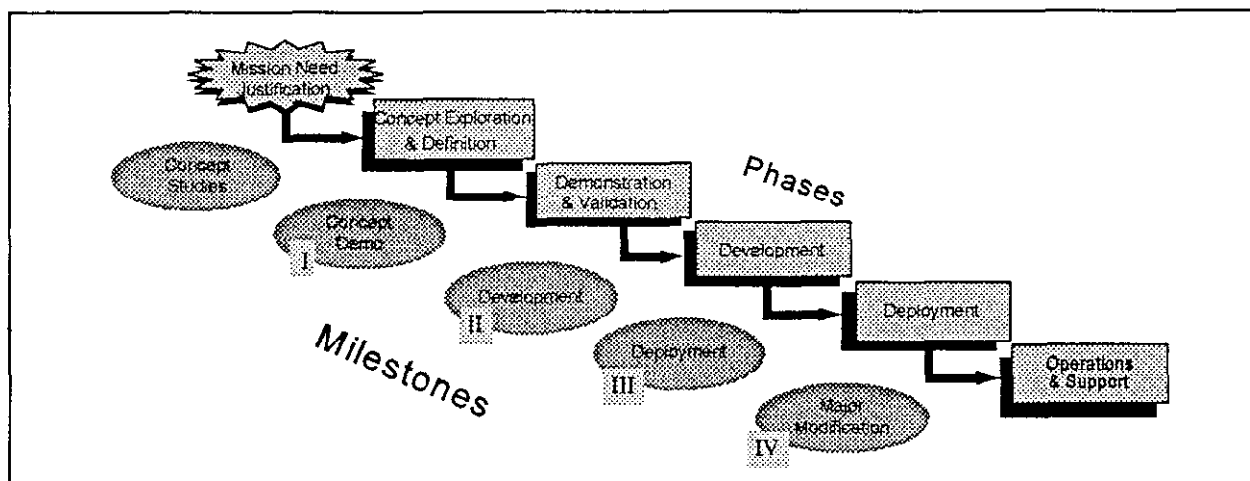 Mission Need
Justification
Concept Exploration
& Definition
Concept
Studies
Demonstration
& Validation
Phases
Concept
Demo
I
Development
Development
II
Deployment
Milestones
Deployment
III
Operations
& Support
Major
Modification
IV